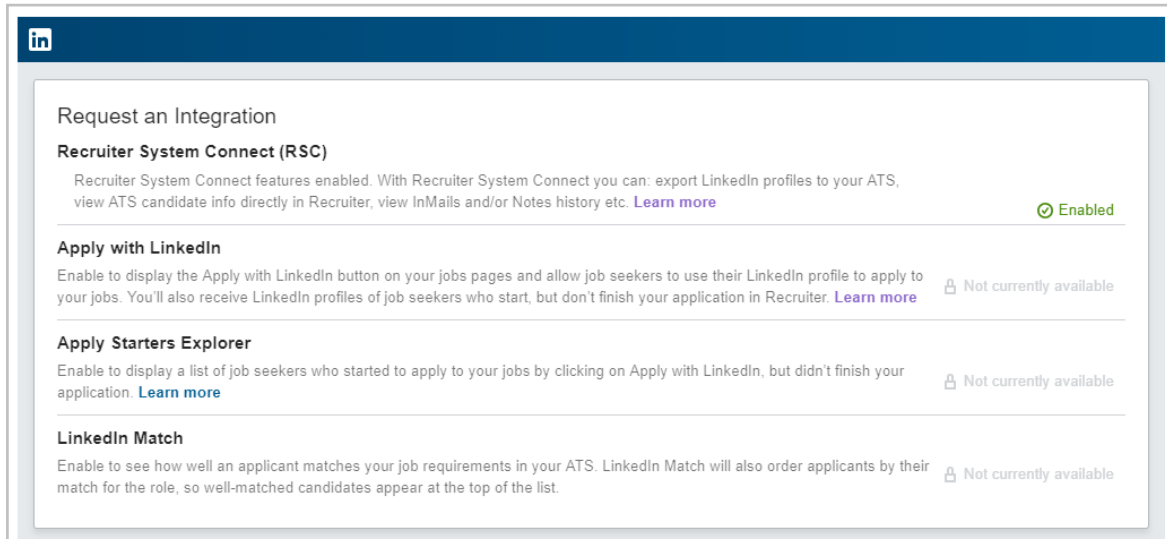 in
Request an Integration
Recruiter System Connect (RSC)
Recruiter System Connect features enabled. With Recruiter System Connect you can: export LinkedIn profiles to your ATS,
view ATS candidate info directly in Recruiter, view InMails and/or Notes history etc. Learn more
Enabled
Apply with LinkedIn
Enable to display the Apply with LinkedIn button on your jobs pages and allow job seekers to use their LinkedIn profile to apply to
your jobs. You'll also receive LinkedIn profiles of job seekers who start, but don't finish your application in Recruiter. Learn more
Not currently available
Apply Starters Explorer
Enable to display a list of job seekers who started to apply to your jobs by clicking on Apply with LinkedIn, but didn't finish your
application. Learn more
Not currently available
LinkedIn Match
Enable to see how well an applicant matches your job requirements in your ATS. LinkedIn Match will also order applicants by their
match for the role, so well-matched candidates appear at the top of the list.
Not currently available